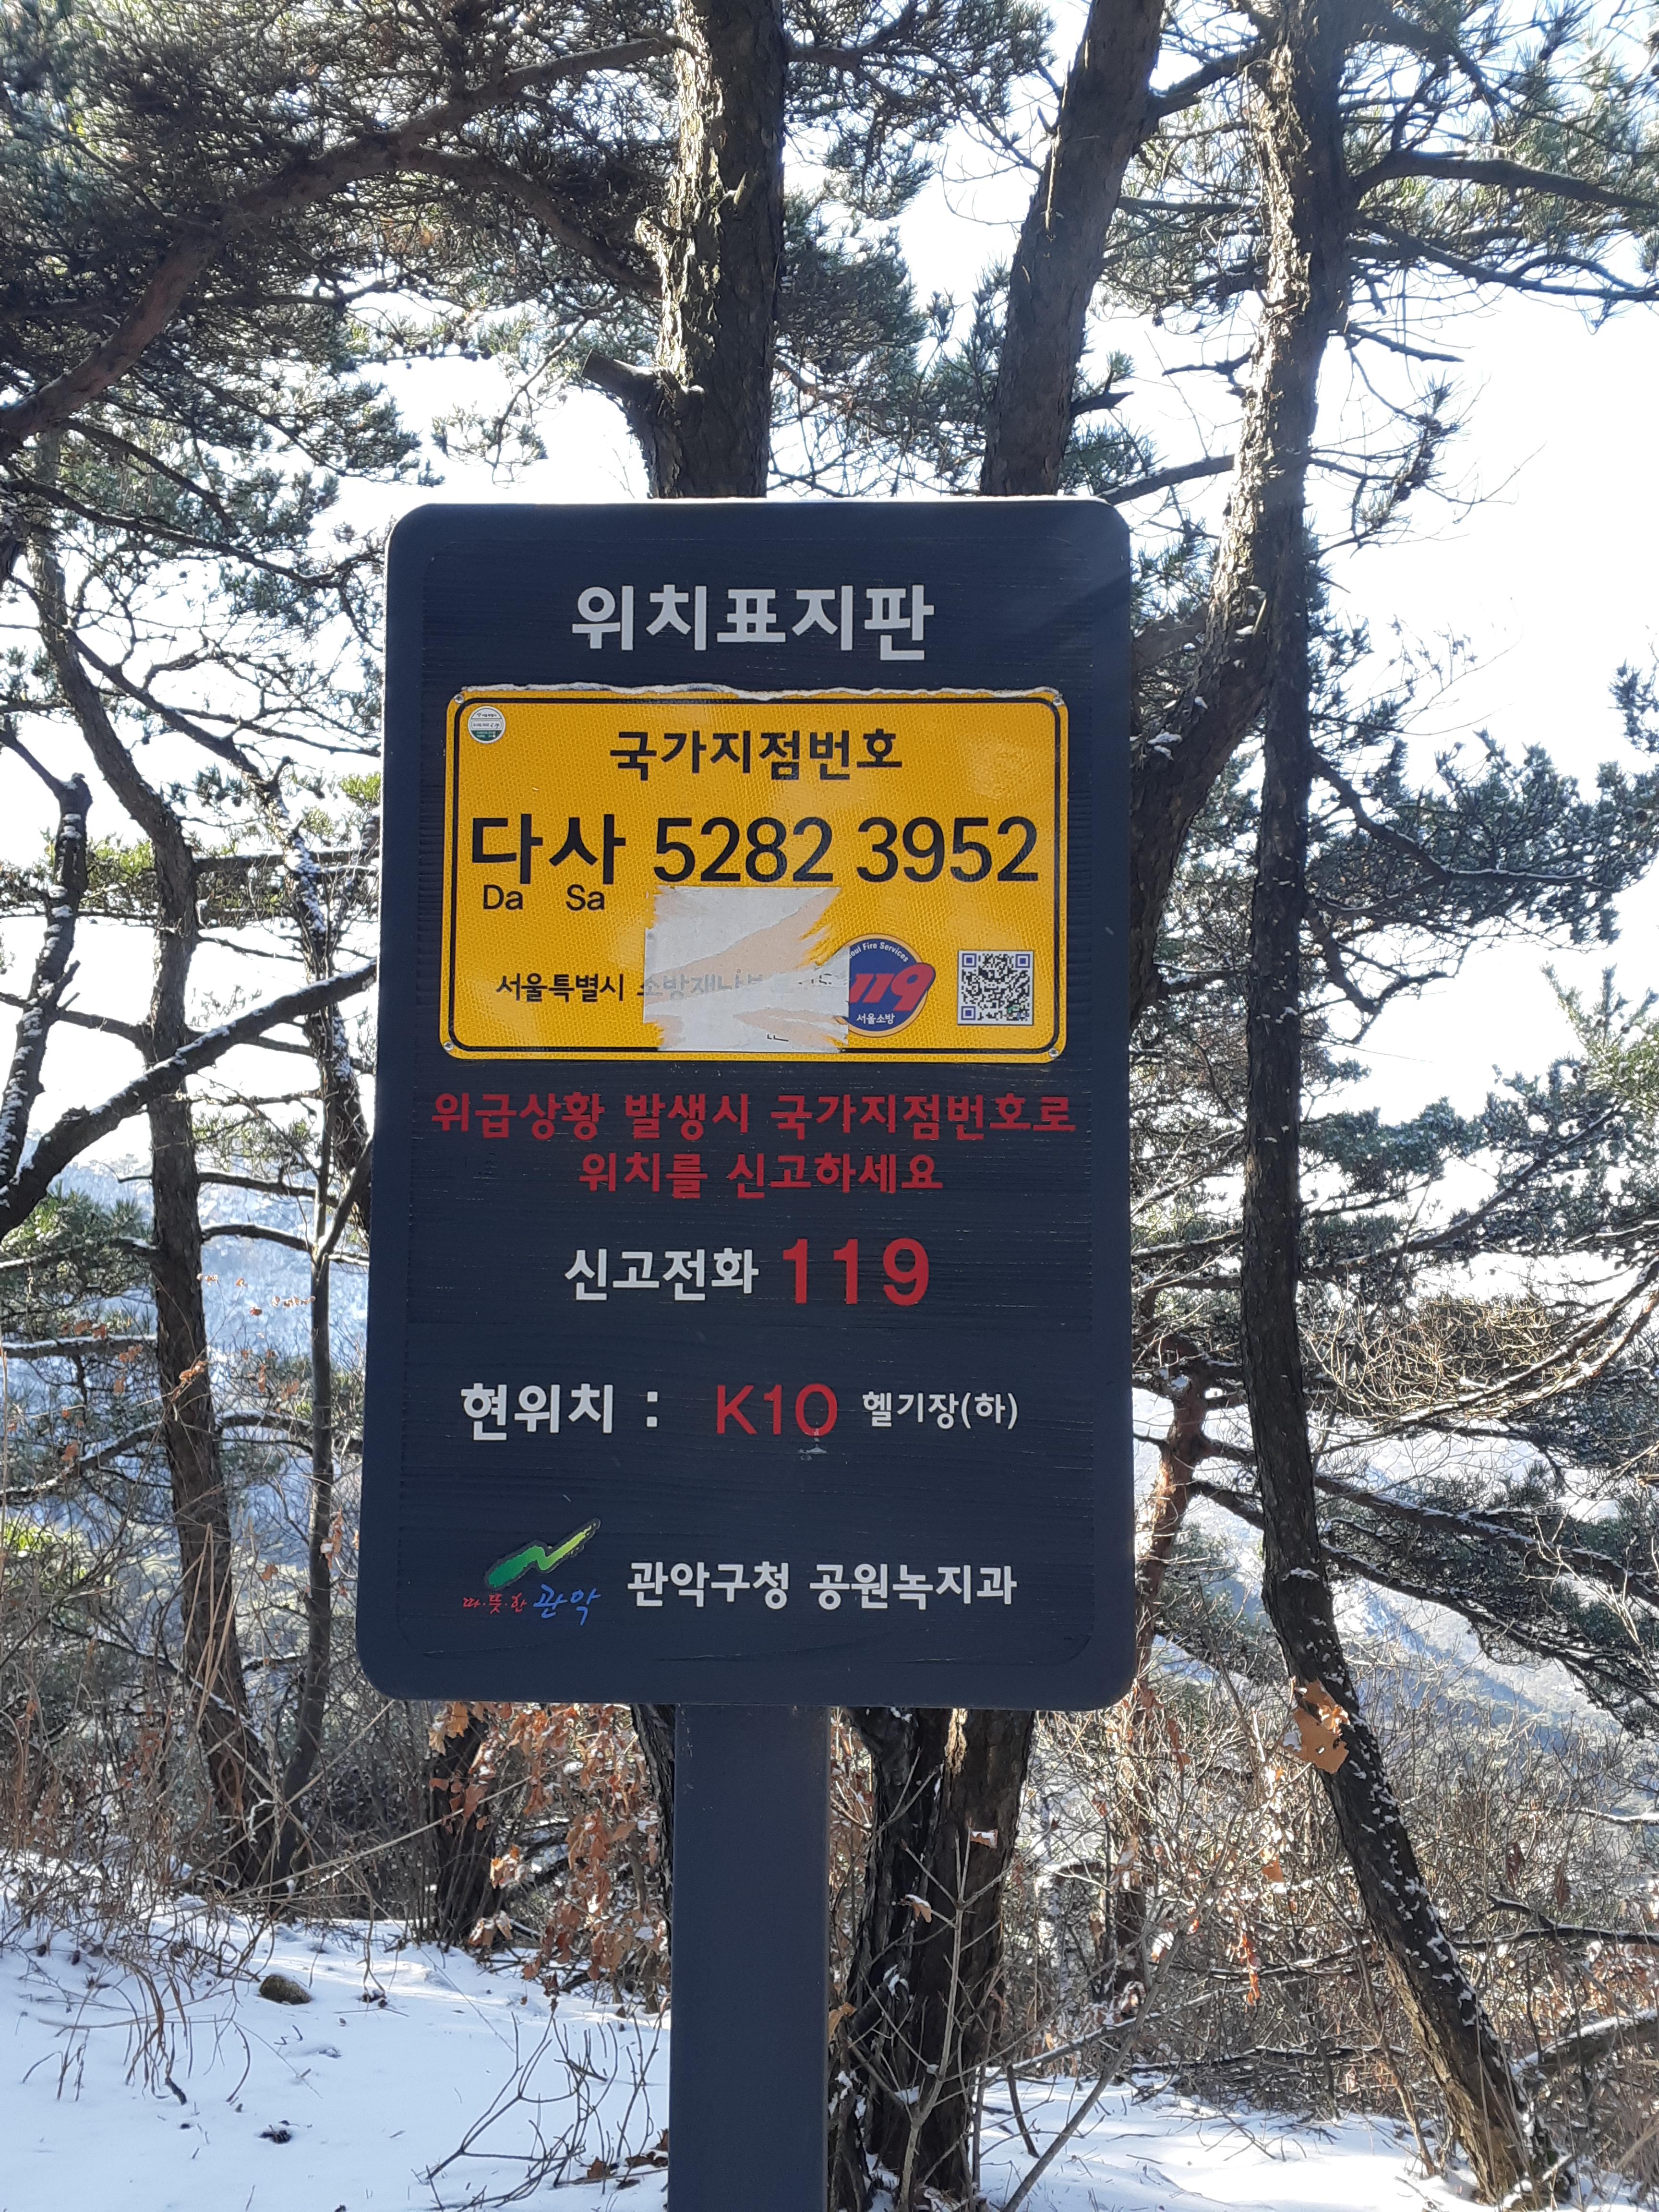 위치표지판
국가지점번호
다사 5282 3952
Da Sa
서울특별시
Seoul Fire Services
119
서울소방
위급상황 발생시 국가지점번호로
위치를 신고하세요
신고전화 119
현위치 : K10 헬기장(하)
따·뜻·한 관악
관악구청 공원녹지과